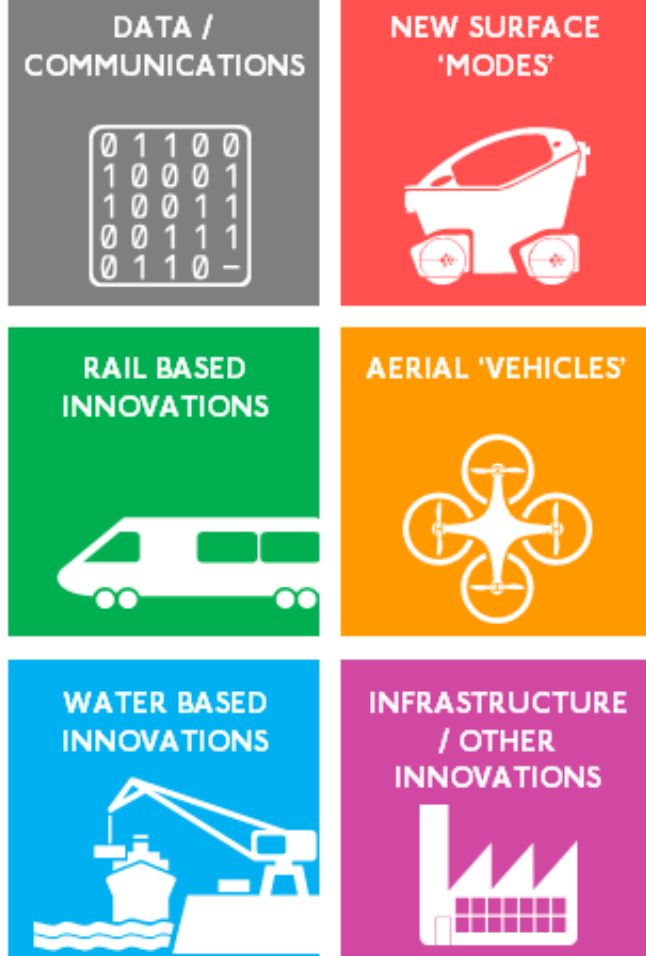 DATA /
COMMUNICATIONS
0 1 1 0 0
1 0 0 0 1
1 0 0 1 1
0 0 1 1 1
0 1 1 0 –
NEW SURFACE
'MODES'
RAIL BASED
INNOVATIONS
AERIAL 'VEHICLES'
WATER BASED
INNOVATIONS
INFRASTRUCTURE
/ OTHER
INNOVATIONS